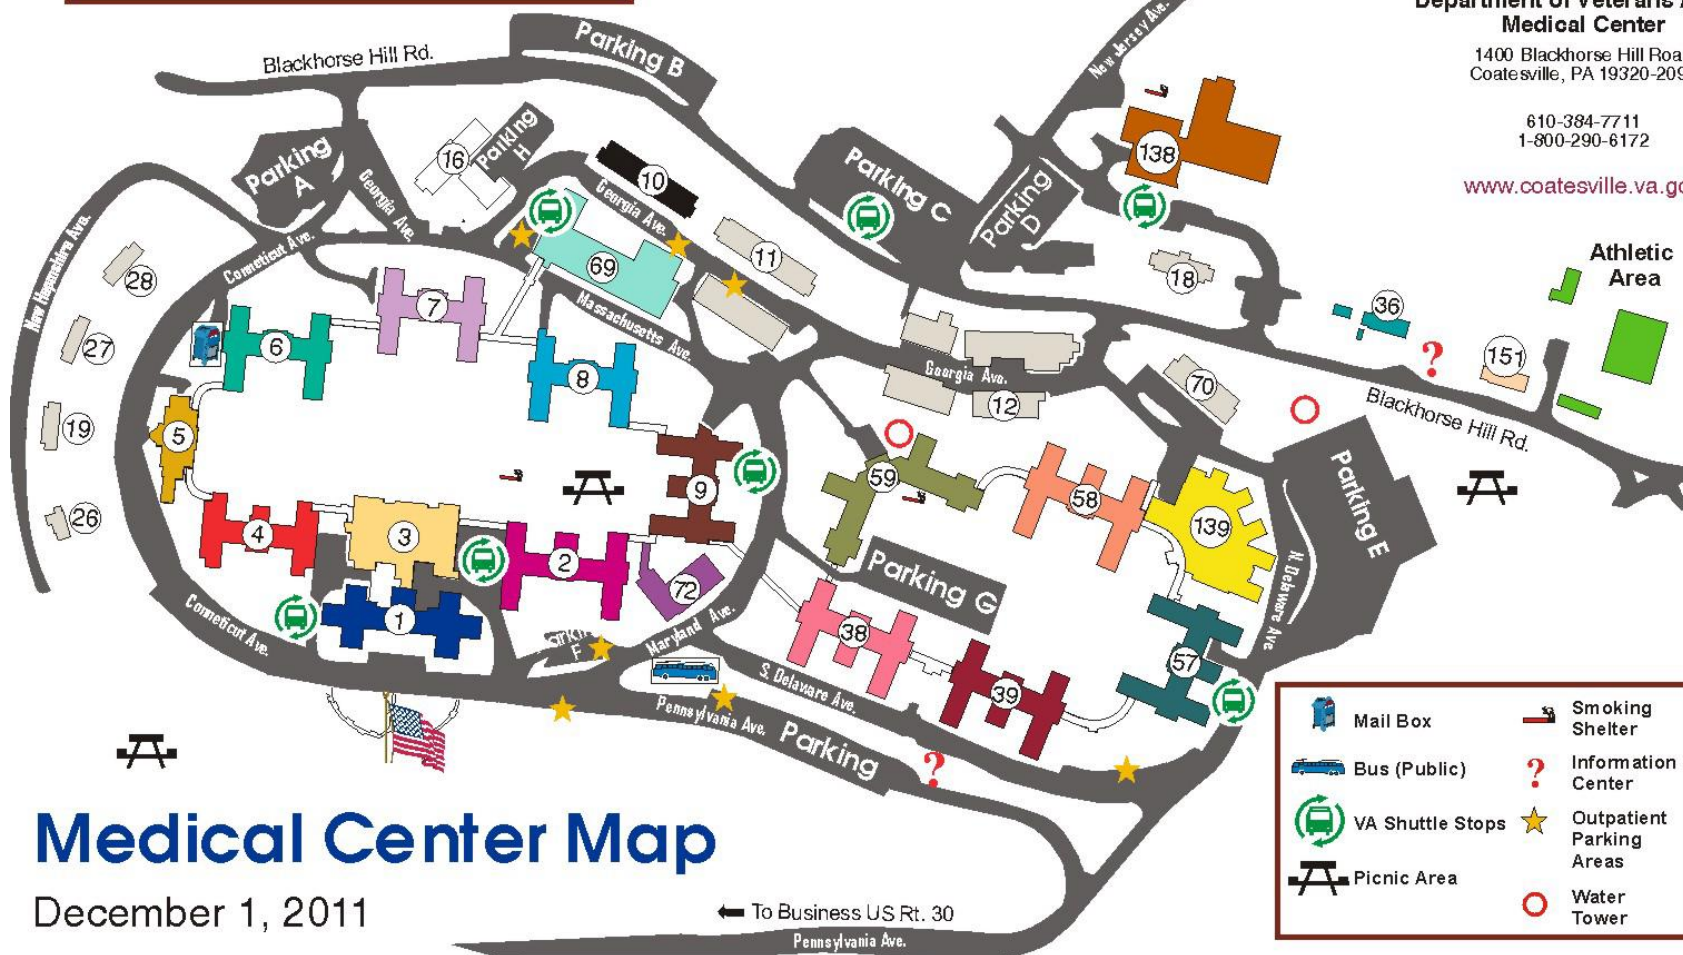 Department of Veterans
Medical Center
1400 Blackhorse Hill Roa
Coatesville, PA 19320-209
610-384-7711
1-800-290-6172
www.coatesville.va.go
New Jersey Ave.
Blackhorse Hill Rd.
Parking B
Parking
A
Parking
H
Parking C
Parking
D
Georgia Ave.
Georgia Ave.
Conneticut Ave.
New Hapmshira Ave.
Massachusetts Ave.
16
10
11
138
18
69
28
27
19
26
7
6
8
5
9
4
3
2
1
72
Athletic
Area
36
151
70
Georgia Ave.
12
Blackhorse Hill Rd.
59
58
139
Parking E
N. Delaware Ave
Parking G
38
39
57
Conneticut Ave.
F
Maryland Ave.
S. Delaware Ave.
Pennsylvania Ave.
Parking
?
?
Medical Center Map
December 1, 2011
To Business US Rt. 30
Pennsylvania Ave.
Mail Box
Bus (Public)
VA Shuttle Stops
Picnic Area
Smoking
Shelter
?
Information
Center
Outpatient
Parking
Areas
Water
Tower